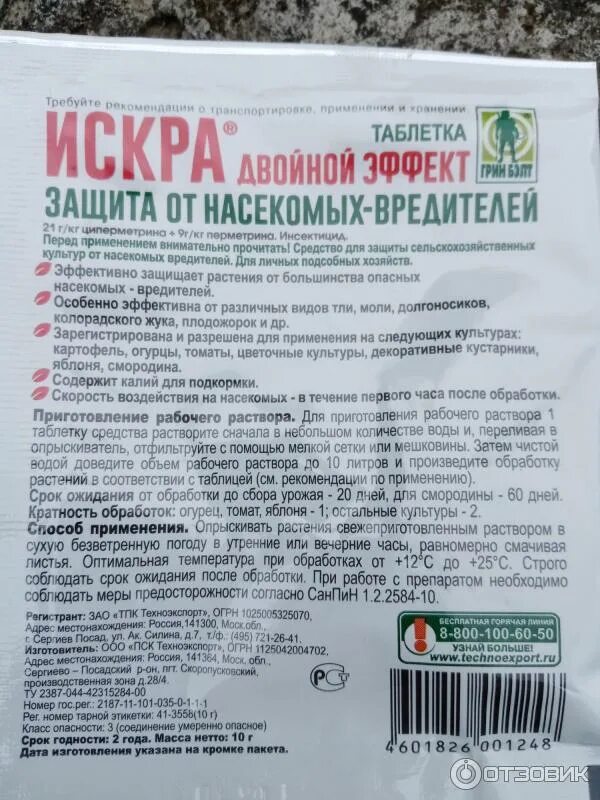 Требуйте рекомендации о транспортировке, применении и хранении.
ИСКРА®
ТАБЛЕТКА
ДВОЙНОЙ ЭФФЕКТ
ГРИН БЭЛТ
ЗАЩИТА ОТ НАСЕКОМЫХ-ВРЕДИТЕЛЕЙ
21 г/кг циперметрина + 9г/кг перметрина. Инсектицид.
Перед применением внимательно прочитать! Средство для защиты сельскохозяйственных
культур от насекомых вредителей. Для личных подсобных хозяйств.
Эффективно защищает растения от большинства опасных
насекомых - вредителей.
Особенно эффективна от различных видов тли, моли, долгоносиков,
колорадского жука, плодожорок и др.
Зарегистрирована и разрешена для применения на следующих культурах:
картофель, огурцы, томаты, цветочные культуры, декоративные кустарники,
яблоня, смородина.
Содержит калий для подкормки.
Скорость воздействия на насекомых - в течение первого часа после обработки.
Приготовление рабочего раствора. Для приготовления рабочего раствора 1
таблетку средства растворите сначала в небольшом количестве воды и, переливая в
опрыскиватель, отфильтруйте с помощью мелкой сетки или мешковины. Затем чистой
водой доведите объем рабочего раствора до 10 литров и произведите обработку
растений в соответствии с таблицей (см. рекомендации по применению).
Срок ожидания от обработки до сбора урожая - 20 дней, для смородины - 60 дней.
Кратность обработок: огурец, томат, яблоня - 1; остальные культуры - 2.
Способ применения. Опрыскивать растения свежеприготовленным раствором в
сухую безветренную погоду в утренние или вечерние часы, равномерно смачивая
листья. Оптимальная температура при обработках от +12°С до +25°С. Строго
соблюдать срок ожидания после обработки. При работе с препаратом необходимо
соблюдать меры предосторожности согласно СанПиН 1.2.2584-10.
Регистрант: ЗАО «ТПК Техноэкспорт», ОГРН 1025005325070,
Адрес местонахождения: Россия,141300, Моск.обл.,
г. Сергиев Посад, ул. Ак. Силина, д.7, т./ф.: (495) 721-26-41.
Изготовитель: ООО «ПСК Техноэкспорт», ОГРН 1125042004702,
Адрес местонахождения: Россия, 141364, Моск. обл.,
Сергиево – Посадский р-он, пгт. Скоропусковский,
производственная зона д.28/4.
ТУ 2387-044-42315284-00
Номер гос.рег.: 2187-11-101-035-0-1-1-1
Рег. номер тарной этикетки: 41-3558(10 г)
Класс опасности: 3 (соединение умеренно опасное)
Срок годности: 2 года. Масса нетто: 10 г
Дата изготовления указана на кромке пакета.
РСТ
БЕСПЛАТНАЯ ГОРЯЧАЯ ЛИНИЯ
8-800-100-60-50
УЗНАЙ БОЛЬШЕ!
www.technoexport.ru
4601826 001248
ОТЗОВИК